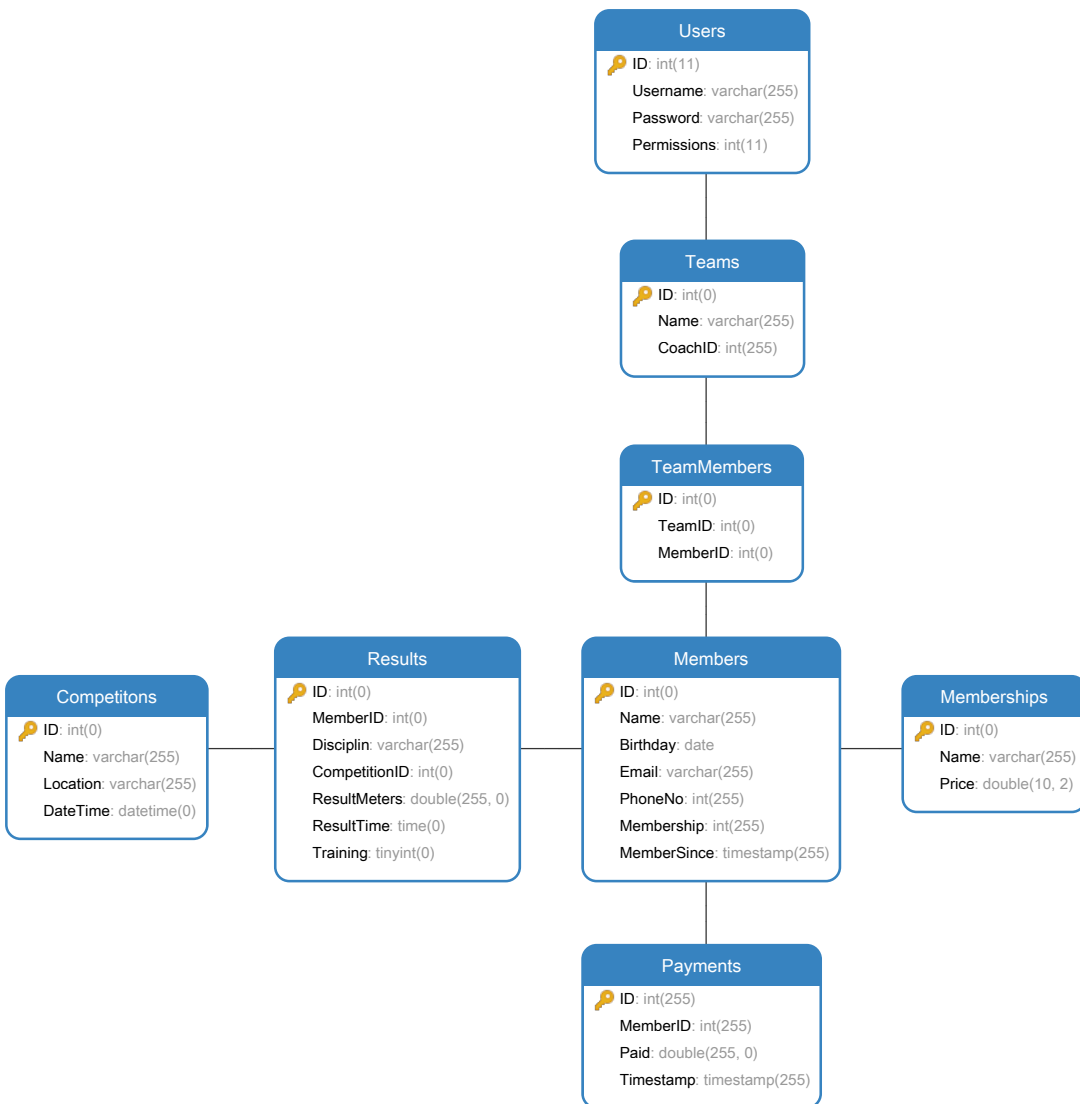 Users
ID: int(11)
Username: varchar(255)
Password: varchar(255)
Permissions: int(11)
Teams
ID: int(0)
Name: varchar(255)
CoachID: int(255)
TeamMembers
ID: int(0)
TeamID: int(0)
MemberID: int(0)
Competitons
ID: int(0)
Name: varchar(255)
Location: varchar(255)
DateTime: datetime(0)
Results
ID: int(0)
MemberID: int(0)
Disciplin: varchar(255)
CompetitionID: int(0)
ResultMeters: double(255, 0)
ResultTime: time(0)
Training: tinyint(0)
Members
ID: int(0)
Name: varchar(255)
Birthday: date
Email: varchar(255)
PhoneNo: int(255)
Membership: int(255)
MemberSince: timestamp(255)
Memberships
ID: int(0)
Name: varchar(255)
Price: double(10, 2)
Payments
ID: int(255)
MemberID: int(255)
Paid: double(255, 0)
Timestamp: timestamp(255)